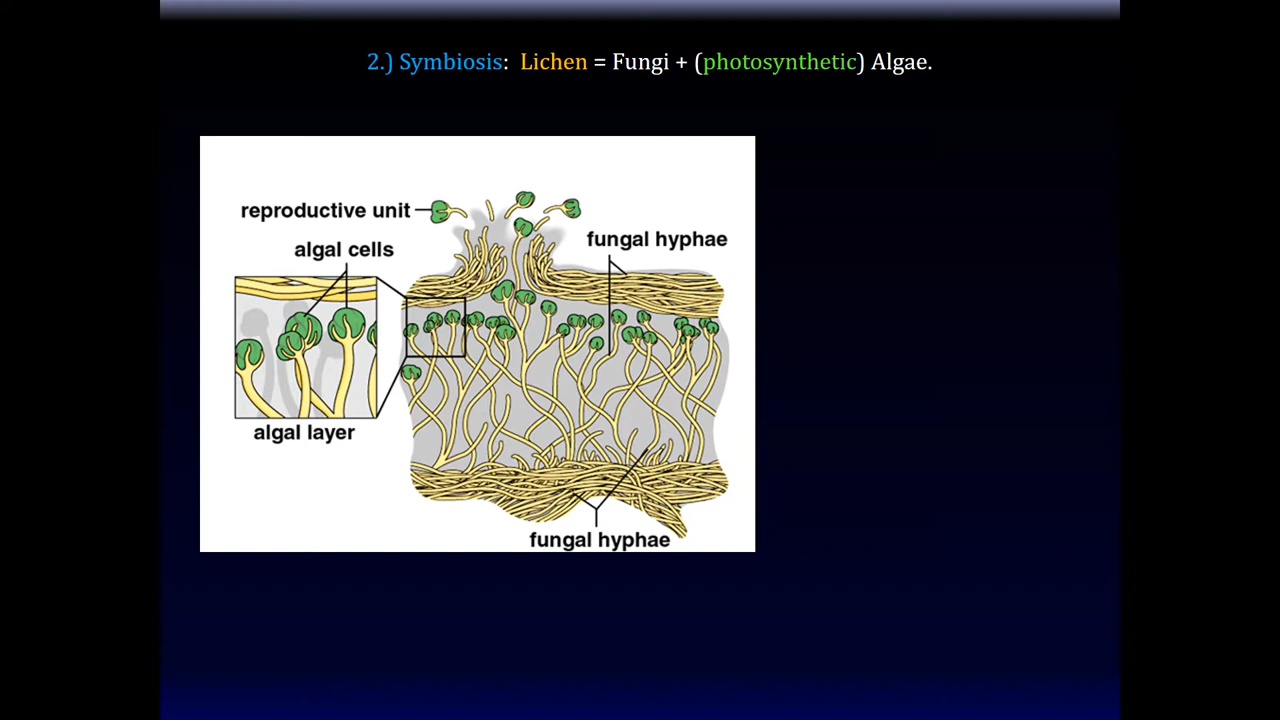 2.) Symbiosis: Lichen = Fungi + (photosynthetic) Algae.
reproductive unit
algal cells
fungal hyphae
algal layer
fungal hyphae